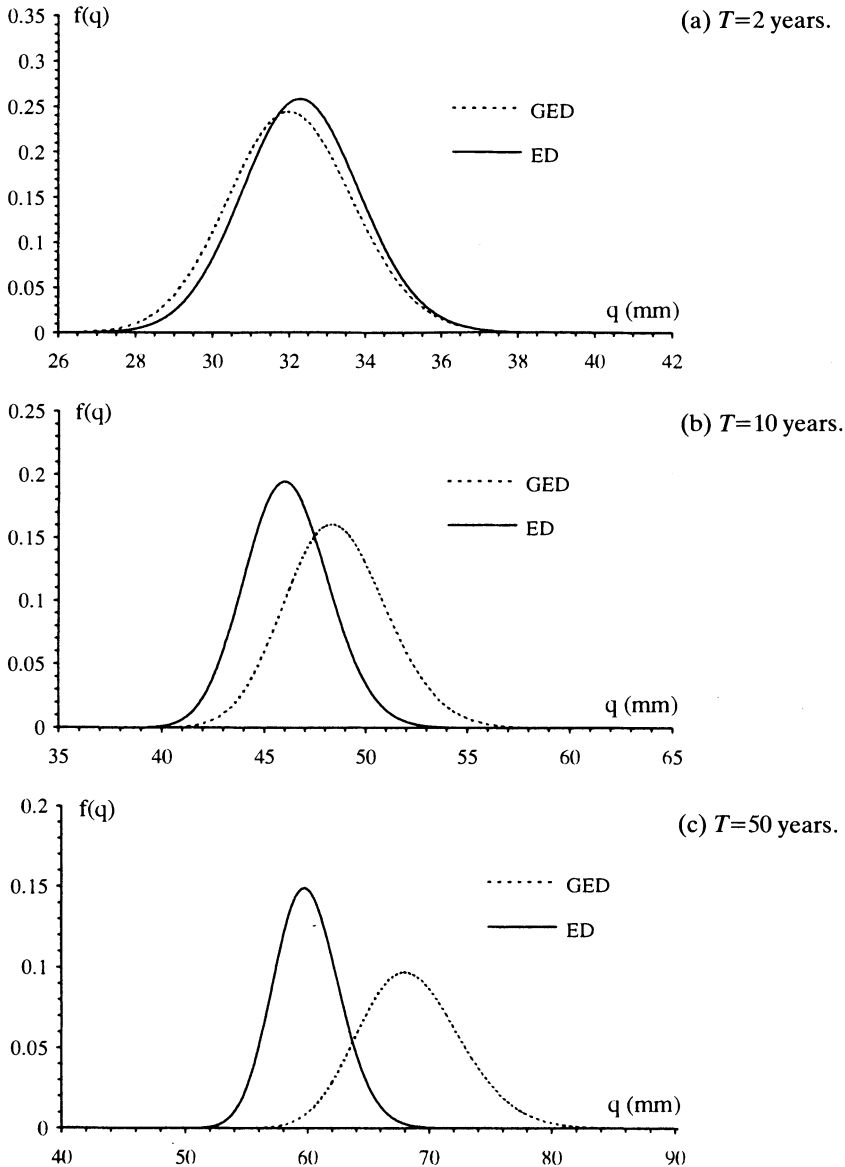 0.35
f(q)
(a) T=2 years.
0.3
0.25
GED
0.2
ED
0.15
0.1
0.05
q (mm)
0
26 28 30 32 34 36 38 40 42
0.25
f(q)
(b) T=10 years.
0.2
GED
0.15
ED
0.1
0.05
q (mm)
0
35 40 45 50 55 60 65
0.2
f(q)
(c) T=50 years.
0.15
GED
ED
0.1
0.05
q (mm)
0
40 50 60 70 80 90